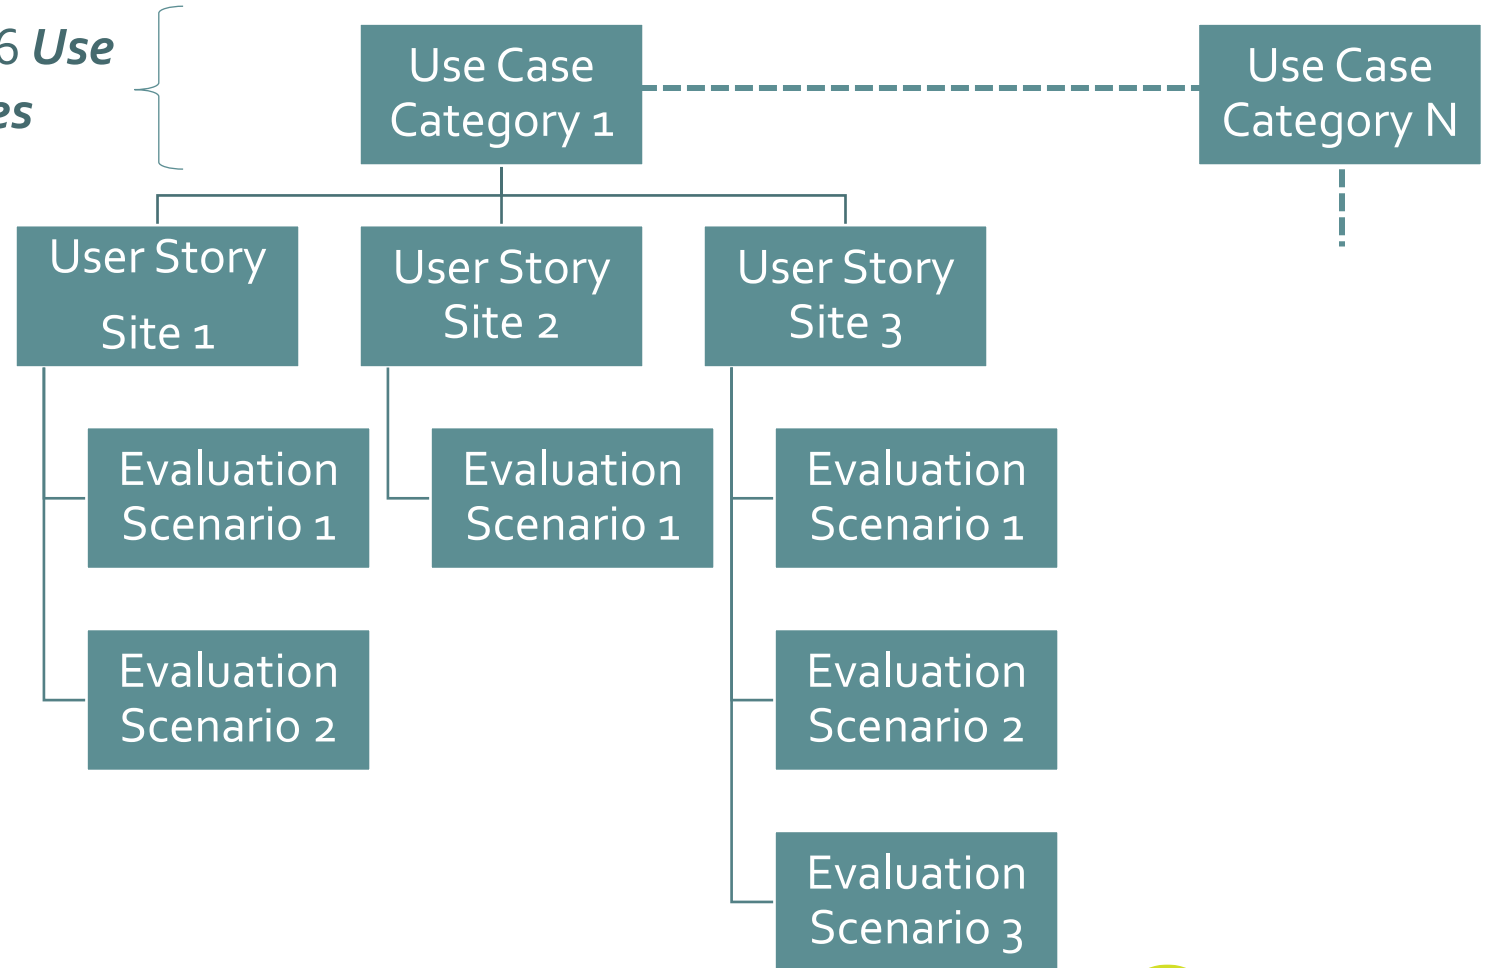 6 Use
es
Use Case
Category 1
Use Case
Category N
User Story
Site 1
User Story
Site 2
User Story
Site 3
Evaluation
Scenario 1
Evaluation
Scenario 1
Evaluation
Scenario 1
Evaluation
Scenario 2
Evaluation
Scenario 2
Evaluation
Scenario 3